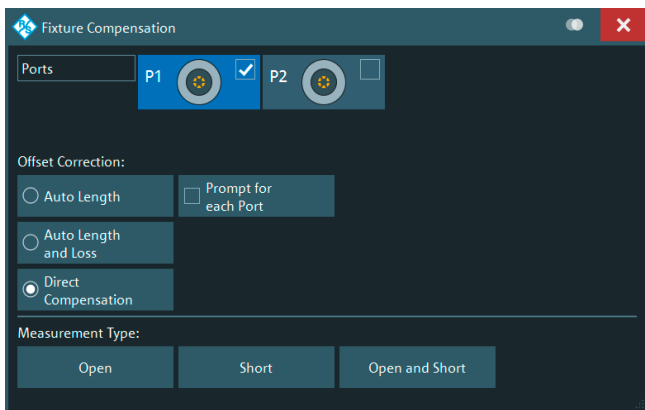 Fixture Compensation
Ports
P1
P2
Offset Correction:
Auto Length
Prompt for
each Port
Auto Length
and Loss
Direct
Compensation
Measurement Type:
Open
Short
Open and Short